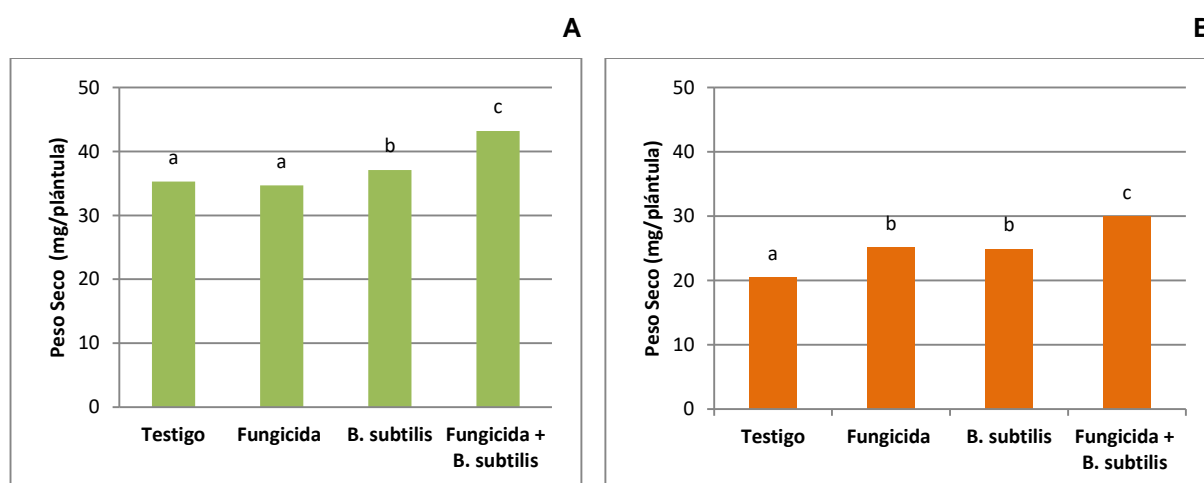 A
50
40
30
20
10
0
Peso Seco (mg/plántula)
a
a
b
c
Testigo
Fungicida
B. subtilis
Fungicida +
B. subtilis
B
50
40
30
20
10
0
Peso Seco (mg/plántula)
a
b
b
c
Testigo
Fungicida
B. subtilis
Fungicida +
B. subtilis